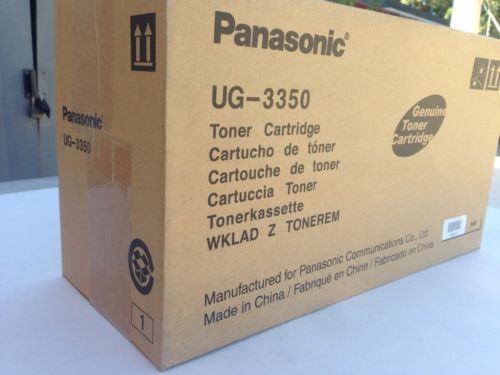 Panasonic®
UG-3350
Toner Cartridge
Cartucho de tóner
Cartouche de toner
Cartuccia Toner
Tonerkassette
WKLAD Z TONEREM
Genuine
Toner
Cartridge
Manufactured for Panasonic Communications Co., Ltd.
Made in China / Fabriqué en Chine / Fabricado en China
Panasonic
UG-3350
1